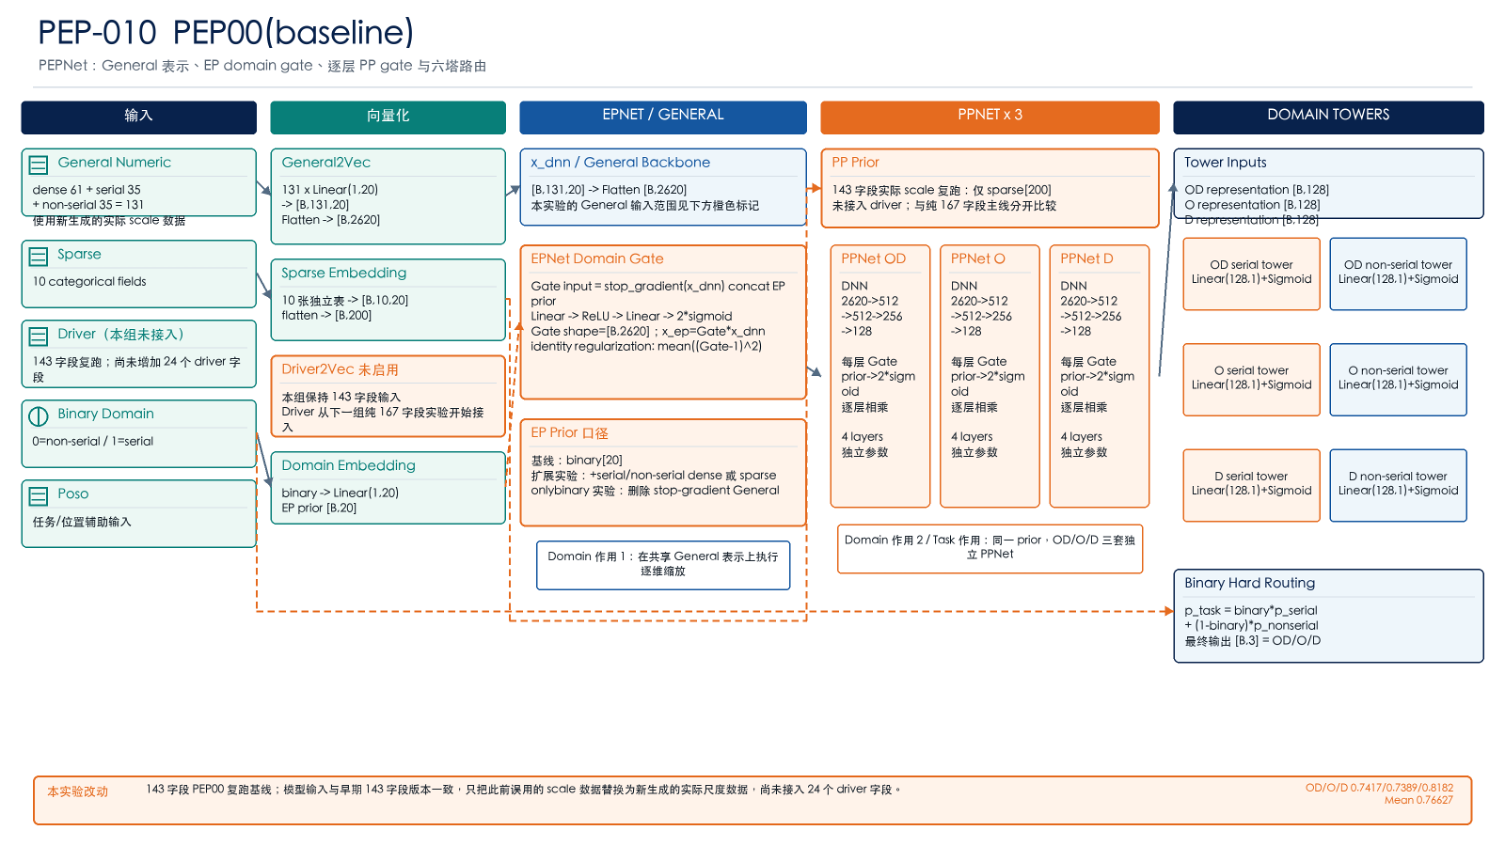 PEP-010 PEP00(baseline)
PEPNet：General 表示、EP domain gate、逐层 PP gate 与六塔路由
输入
General Numeric
dense 61 + serial 35
+ non-serial 35 = 131
使用新生成的实际 scale 数据
Sparse
10 categorical fields
Driver（本组未接入）
143 字段复跑；尚未增加 24 个 driver 字
段
Binary Domain
0=non-serial / 1=serial
Poso
任务/位置辅助输入
向量化
General2Vec
131 x Linear(1,20)
-> [B,131,20]
Flatten -> [B,2620]
Sparse Embedding
10 张独立表 -> [B,10,20]
flatten -> [B,200]
Driver2Vec 未启用
本组保持 143 字段输入
Driver 从下一组纯 167 字段实验开始接
入
Domain Embedding
binary -> Linear(1,20)
EP prior [B,20]
EPNET / GENERAL
x_dnn / General Backbone
[B,131,20] -> Flatten [B,2620]
本实验的 General 输入范围见下方橙色标记
EPNet Domain Gate
Gate input = stop_gradient(x_dnn) concat EP
prior
Linear -> ReLU -> Linear -> 2*sigmoid
Gate shape=[B,2620]；x_ep=Gate*x_dnn
identity regularization: mean((Gate-1)^2)
EP Prior 口径
基线：binary[20]
扩展实验：+serial/non-serial dense 或 sparse
onlybinary 实验：删除 stop-gradient General
Domain 作用 1：在共享 General 表示上执行
逐维缩放
PPNET x 3
PP Prior
143 字段实际 scale 复跑：仅 sparse[200]
未接入 driver；与纯 167 字段主线分开比较
PPNet OD
DNN
2620->512
->512->256
->128
每层 Gate
prior->2*sigm
oid
逐层相乘
4 layers
独立参数
PPNet O
DNN
2620->512
->512->256
->128
每层 Gate
prior->2*sigm
oid
逐层相乘
4 layers
独立参数
PPNet D
DNN
2620->512
->512->256
->128
每层 Gate
prior->2*sigm
oid
逐层相乘
4 layers
独立参数
Domain 作用 2 / Task 作用：同一 prior，OD/O/D 三套独
立 PPNet
DOMAIN TOWERS
Tower Inputs
OD representation [B,128]
O representation [B,128]
D representation [B,128]
OD serial tower
Linear(128,1)+Sigmoid
OD non-serial tower
Linear(128,1)+Sigmoid
O serial tower
Linear(128,1)+Sigmoid
O non-serial tower
Linear(128,1)+Sigmoid
D serial tower
Linear(128,1)+Sigmoid
D non-serial tower
Linear(128,1)+Sigmoid
Binary Hard Routing
p_task = binary*p_serial
+ (1-binary)*p_nonserial
最终输出 [B,3] = OD/O/D
本实验改动
143 字段 PEP00 复跑基线；模型输入与早期 143 字段版本一致，只把此前误用的 scale 数据替换为新生成的实际尺度数据，尚未接入 24 个 driver 字段。
OD/O/D 0.7417/0.7389/0.8182
Mean 0.76627